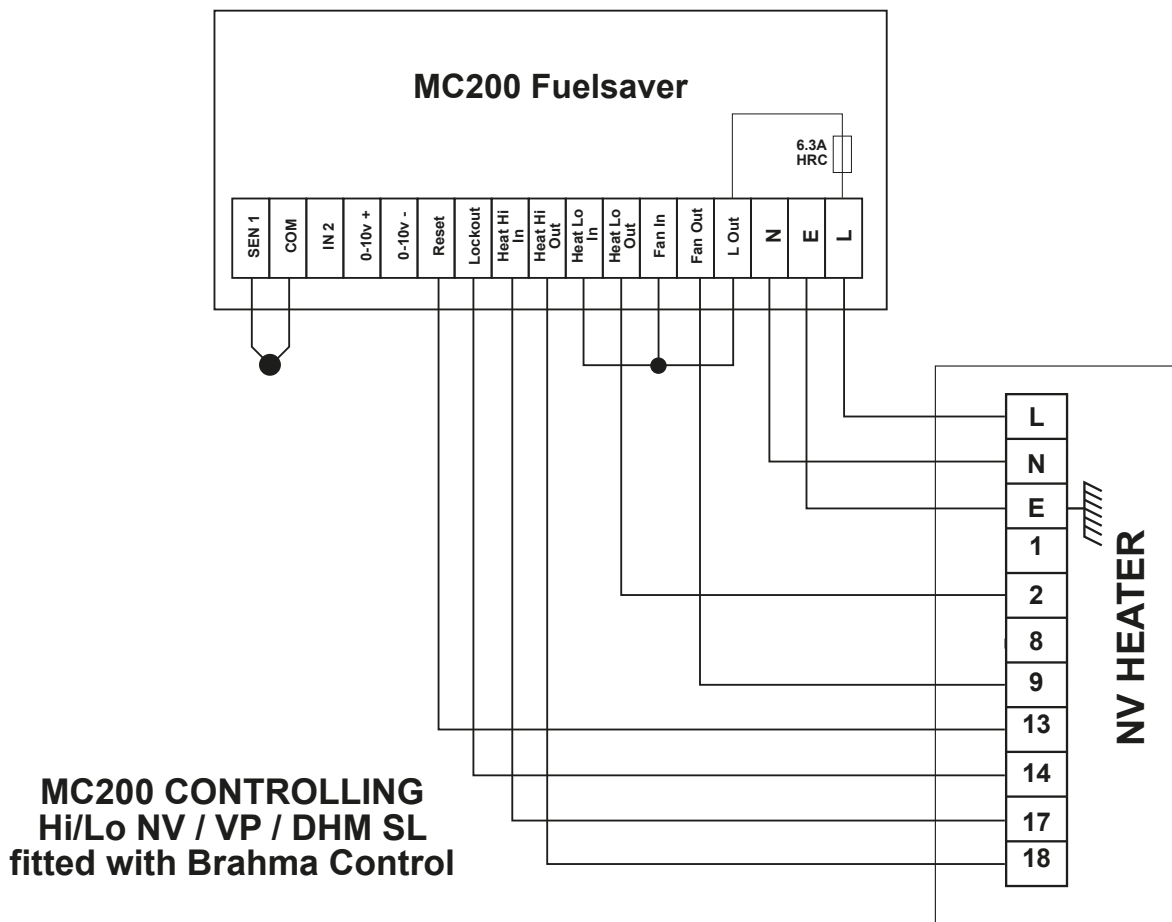 MC200 Fuelsaver
6.3A
HRC
SEN 1
COM
IN 2
0-10v +
0-10v -
Reset
Lockout
Heat Hi
In
Heat Hi
Out
Heat Lo
In
Heat Lo
Out
Fan In
Fan Out
L Out
N
E
L
L
N
E
1
2
8
9
13
14
17
18
NV HEATER
MC200 CONTROLLING
Hi/Lo NV / VP / DHM SL
fitted with Brahma Control